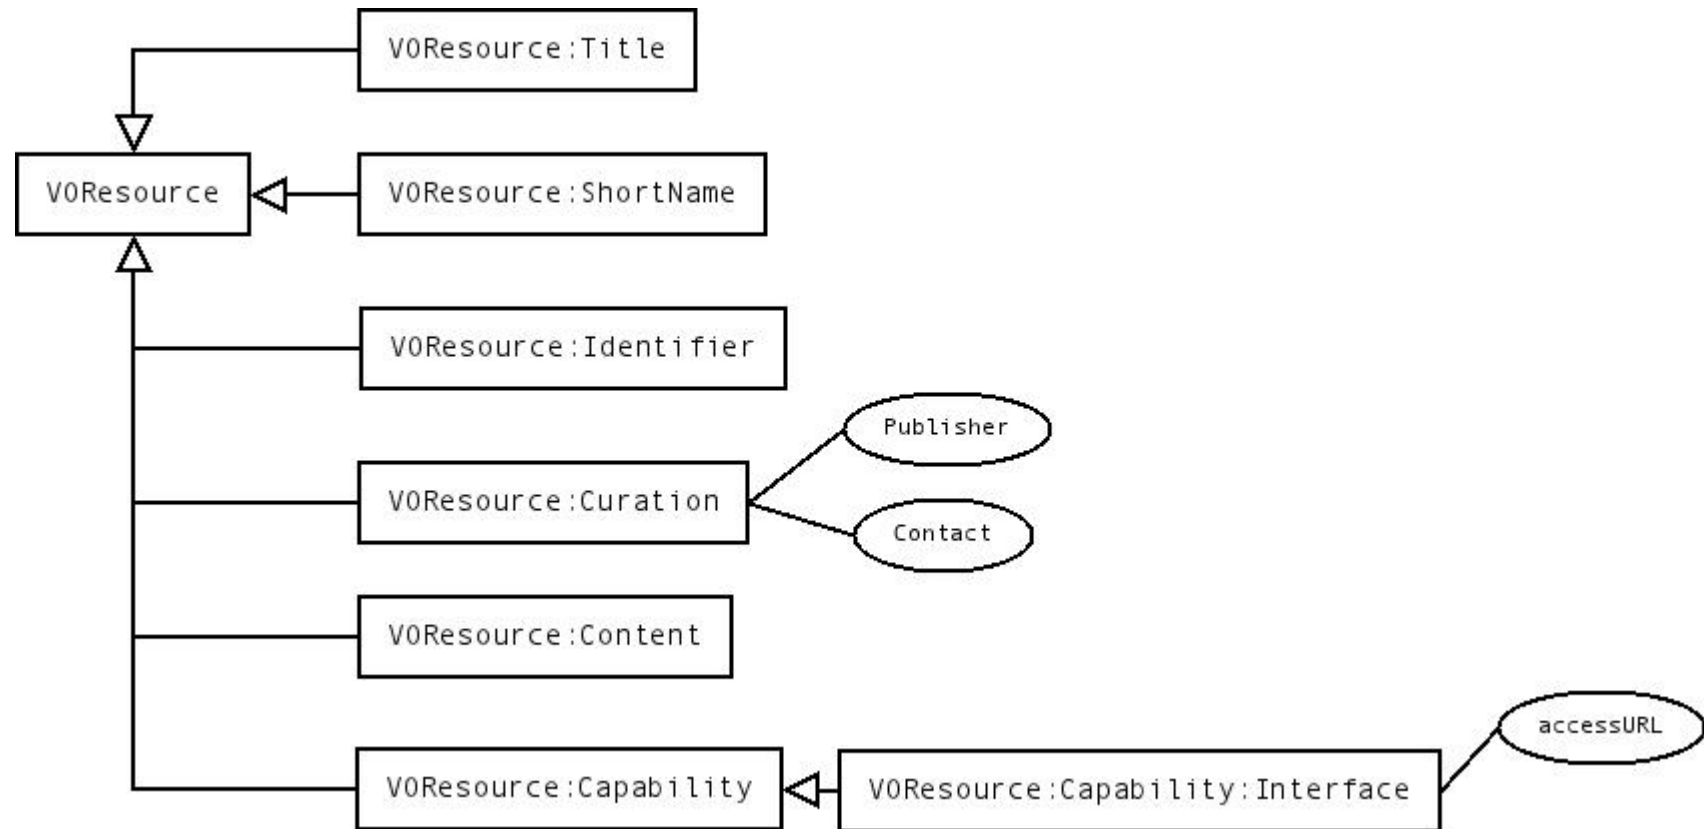 VOResource:Title
VOResource
VOResource:ShortName
VOResource:Identifier
Publisher
VOResource:Curation
Contact
VOResource:Content
accessURL
VOResource:Capability
VOResource:Capability:Interface